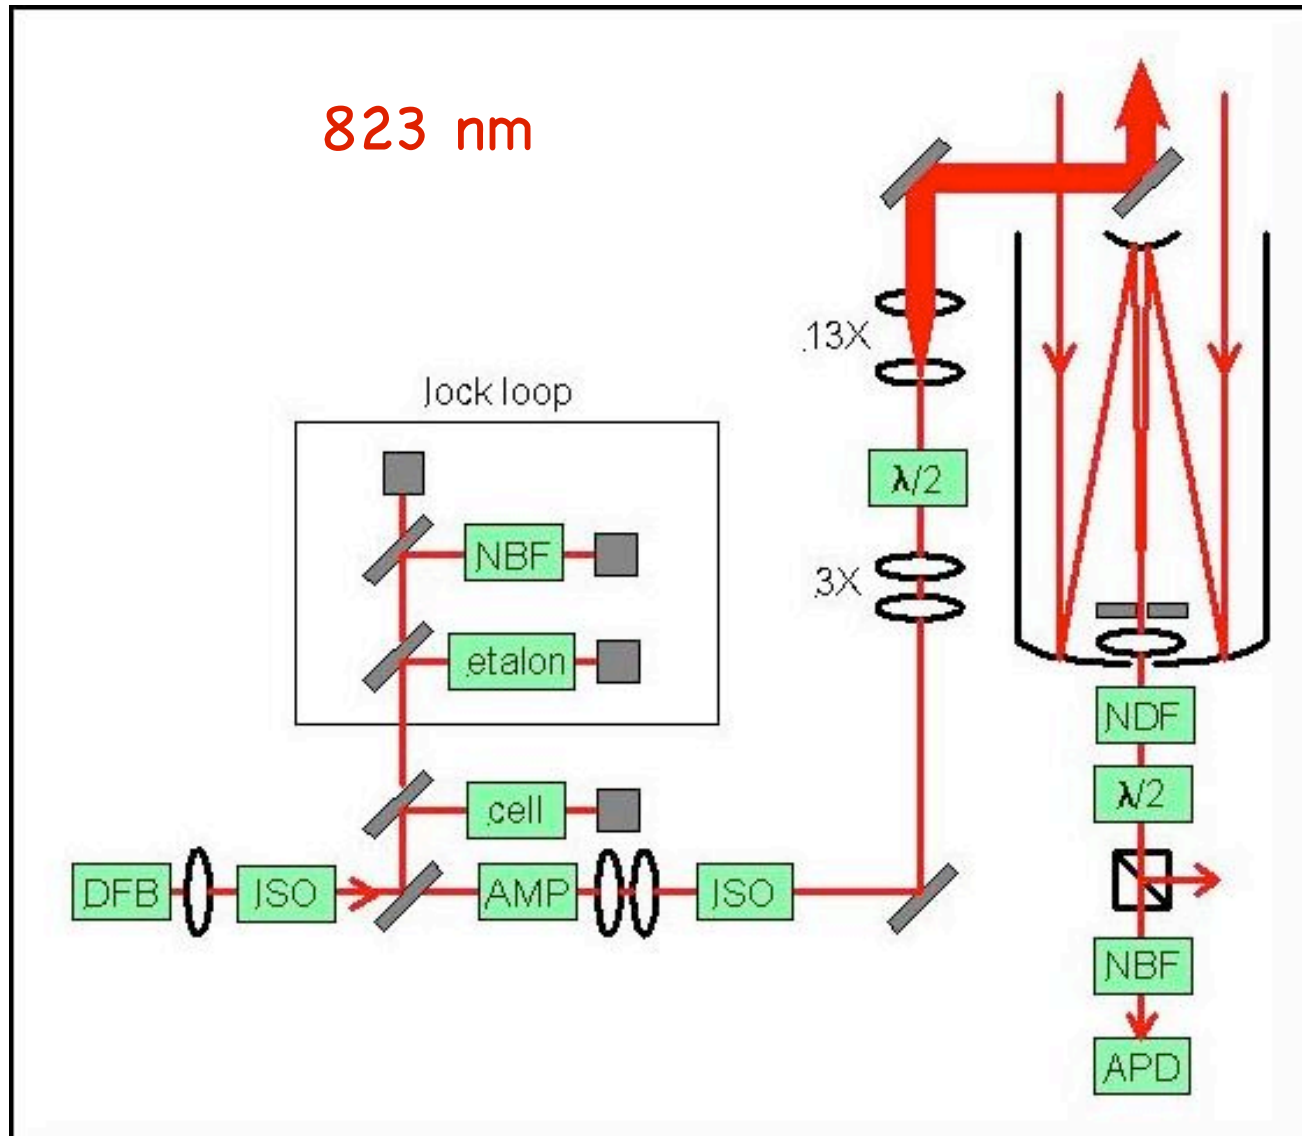 823 nm
13X
lock loop
λ/2
NBF
3X
etalon
NDF
cell
λ/2
DFB
ISO
AMP
ISO
NBF
APD